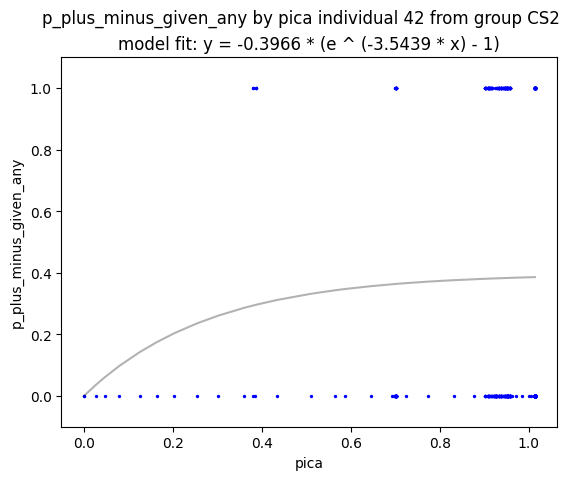 p_plus_minus_given_any by pica individual 42 from group CS2
model fit: y = -0.3966 * (e ^ (-3.5439 * x) - 1)
1.0
0.8
0.6
0.4
0.2
0.0
p_plus_minus_given_any
0.0 0.2 0.4 0.6 0.8 1.0
pica